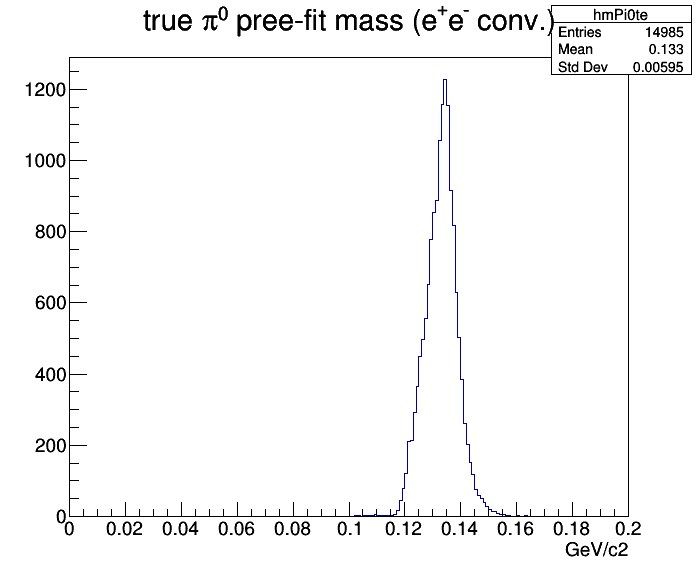 true π⁰ pree-fit mass (e⁺e⁻ conv.)
hmPi0te
Entries 14985
Mean 0.133
Std Dev 0.00595
1200
1000
800
600
400
200
0
0 0.02 0.04 0.06 0.08 0.1 0.12 0.14 0.16 0.18 0.2
GeV/c2